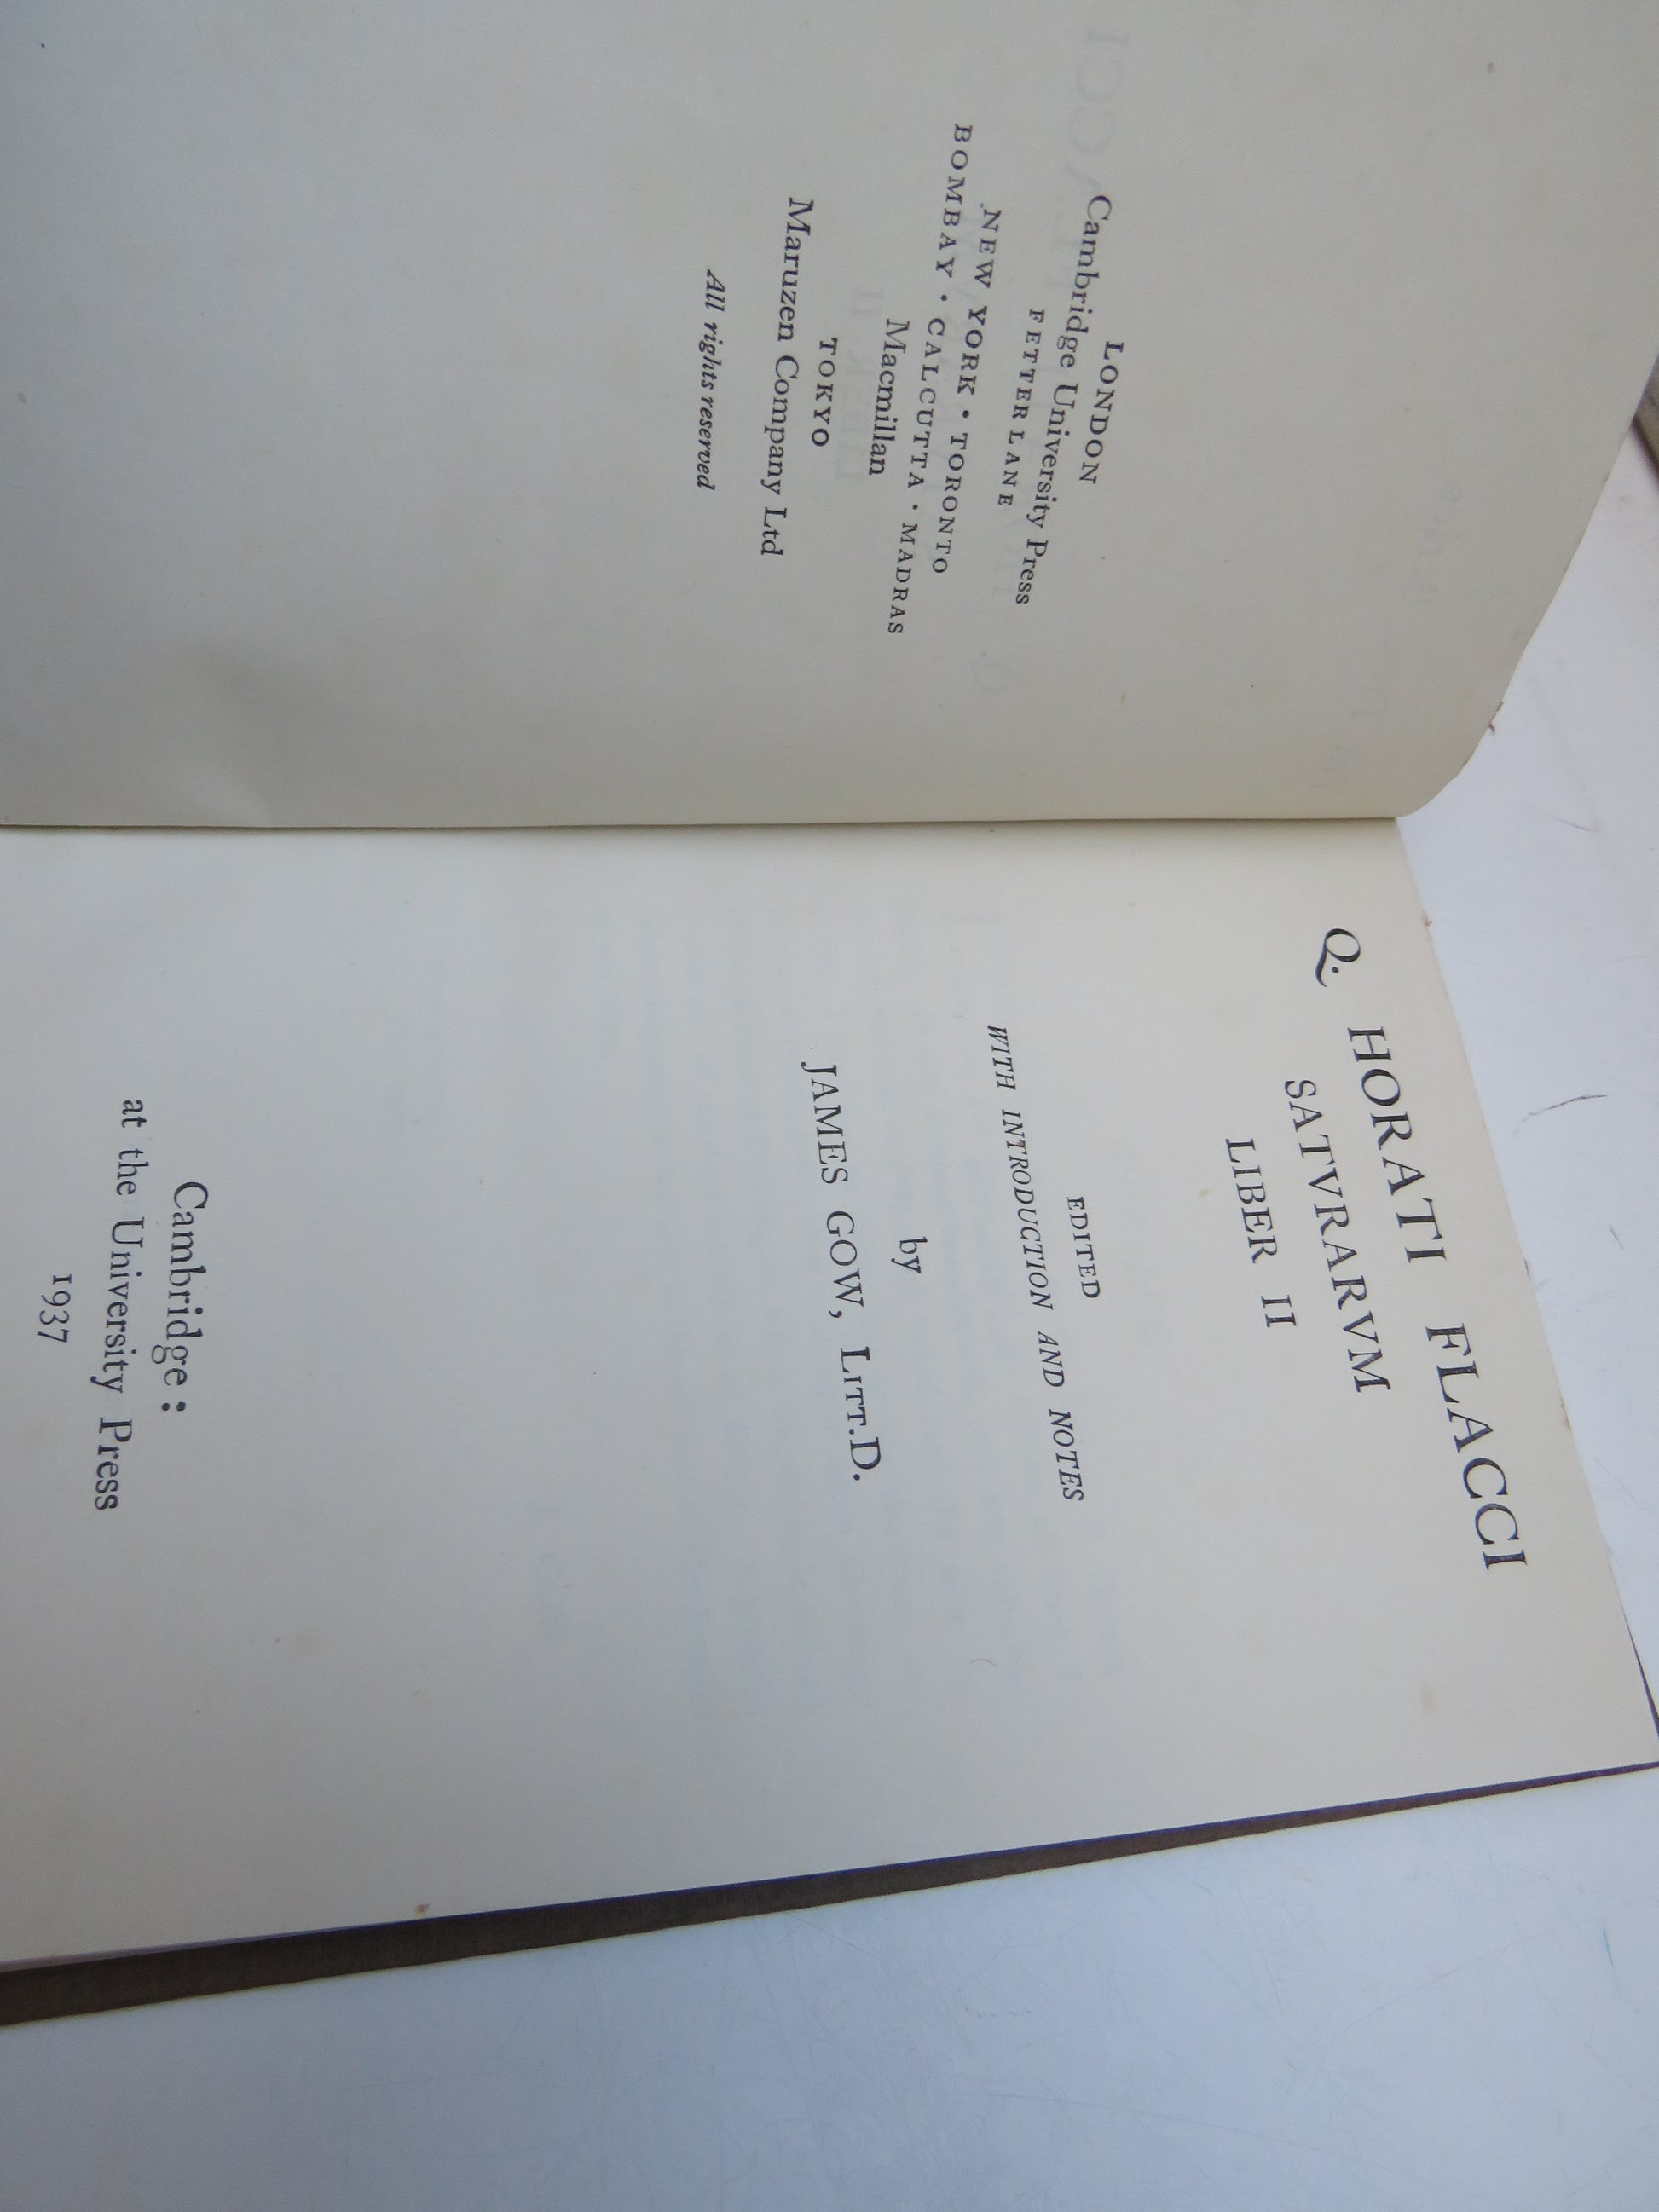 LONDON
Cambridge University Press
FETTER LANE
NEW YORK · TORONTO
BOMBAY · CALCUTTA · MADRAS
Macmillan
TOKYO
Maruzen Company Ltd
All rights reserved
Q. HORATI FLACCI
SATVRARVM
LIBER II
EDITED
WITH INTRODUCTION AND NOTES
by
JAMES GOW, LITT.D.
Cambridge:
at the University Press
1937